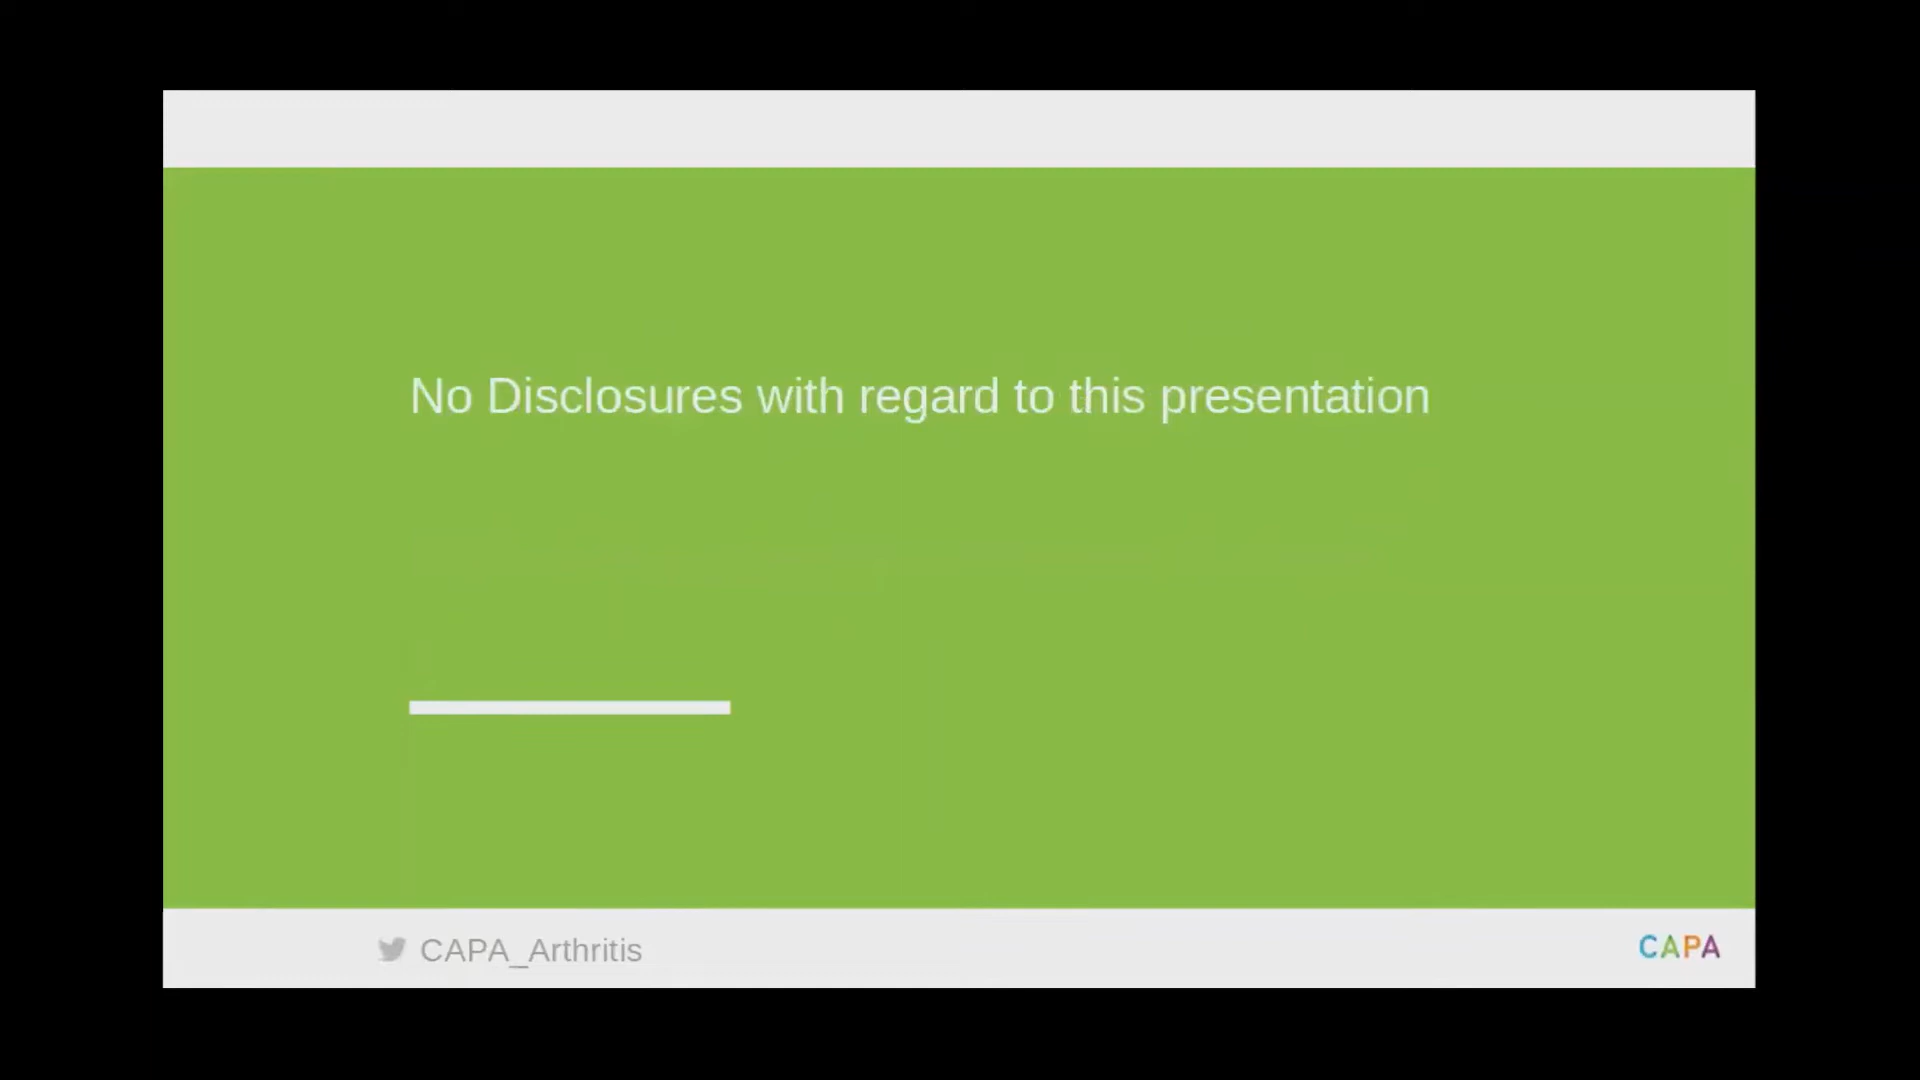 No Disclosures with regard to this presentation
CAPA_Arthritis
CAPA